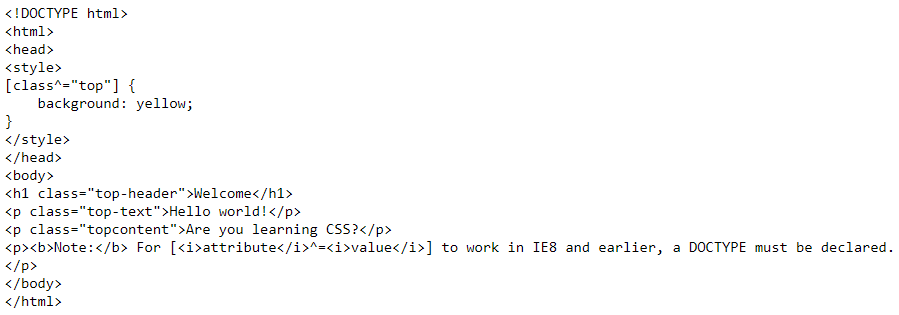 <!DOCTYPE html>
<html>
<head>
<style>
[class^="top"] {
    background: yellow;
}
</style>
</head>
<body>
<h1 class="top-header">Welcome</h1>
<p class="top-text">Hello world!</p>
<p class="topcontent">Are you learning CSS?</p>
<p><b>Note:</b> For [<i>attribute</i>^=<i>value</i>] to work in IE8 and earlier, a DOCTYPE must be declared.
</p>
</body>
</html>